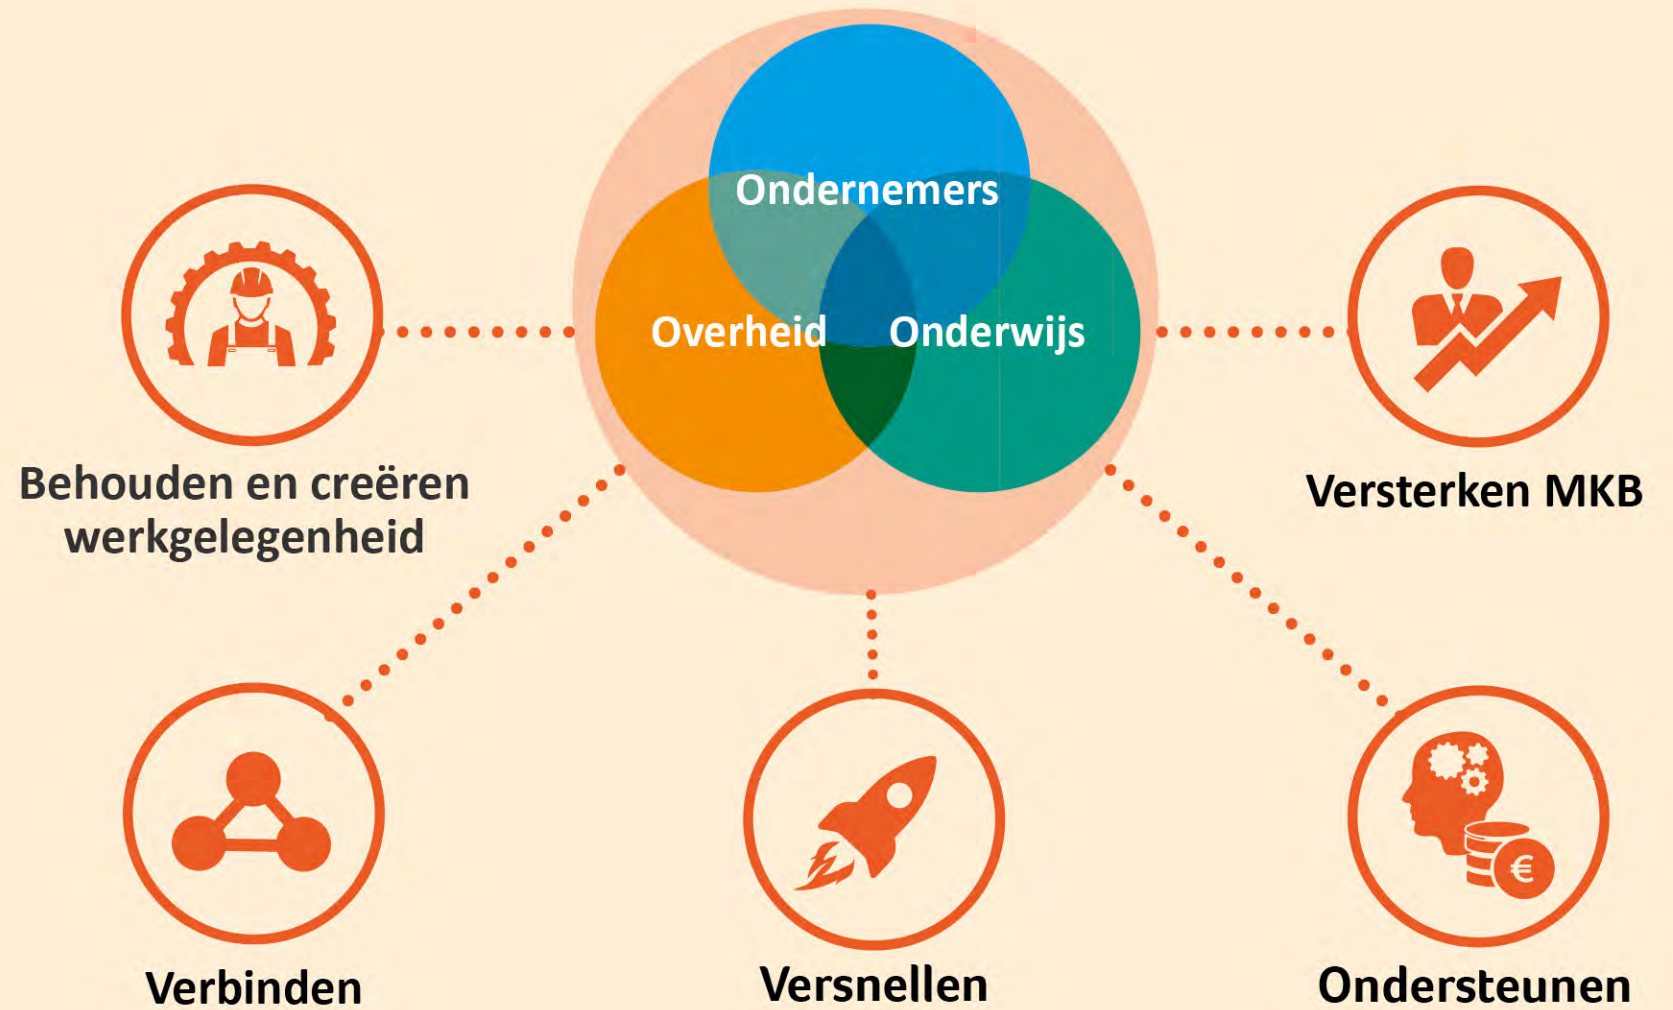 Ondernemers
Overheid
Onderwijs
Behouden en creëren
werkgelegenheid
Versterken MKB
Verbinden
Versnellen
Ondersteunen
€